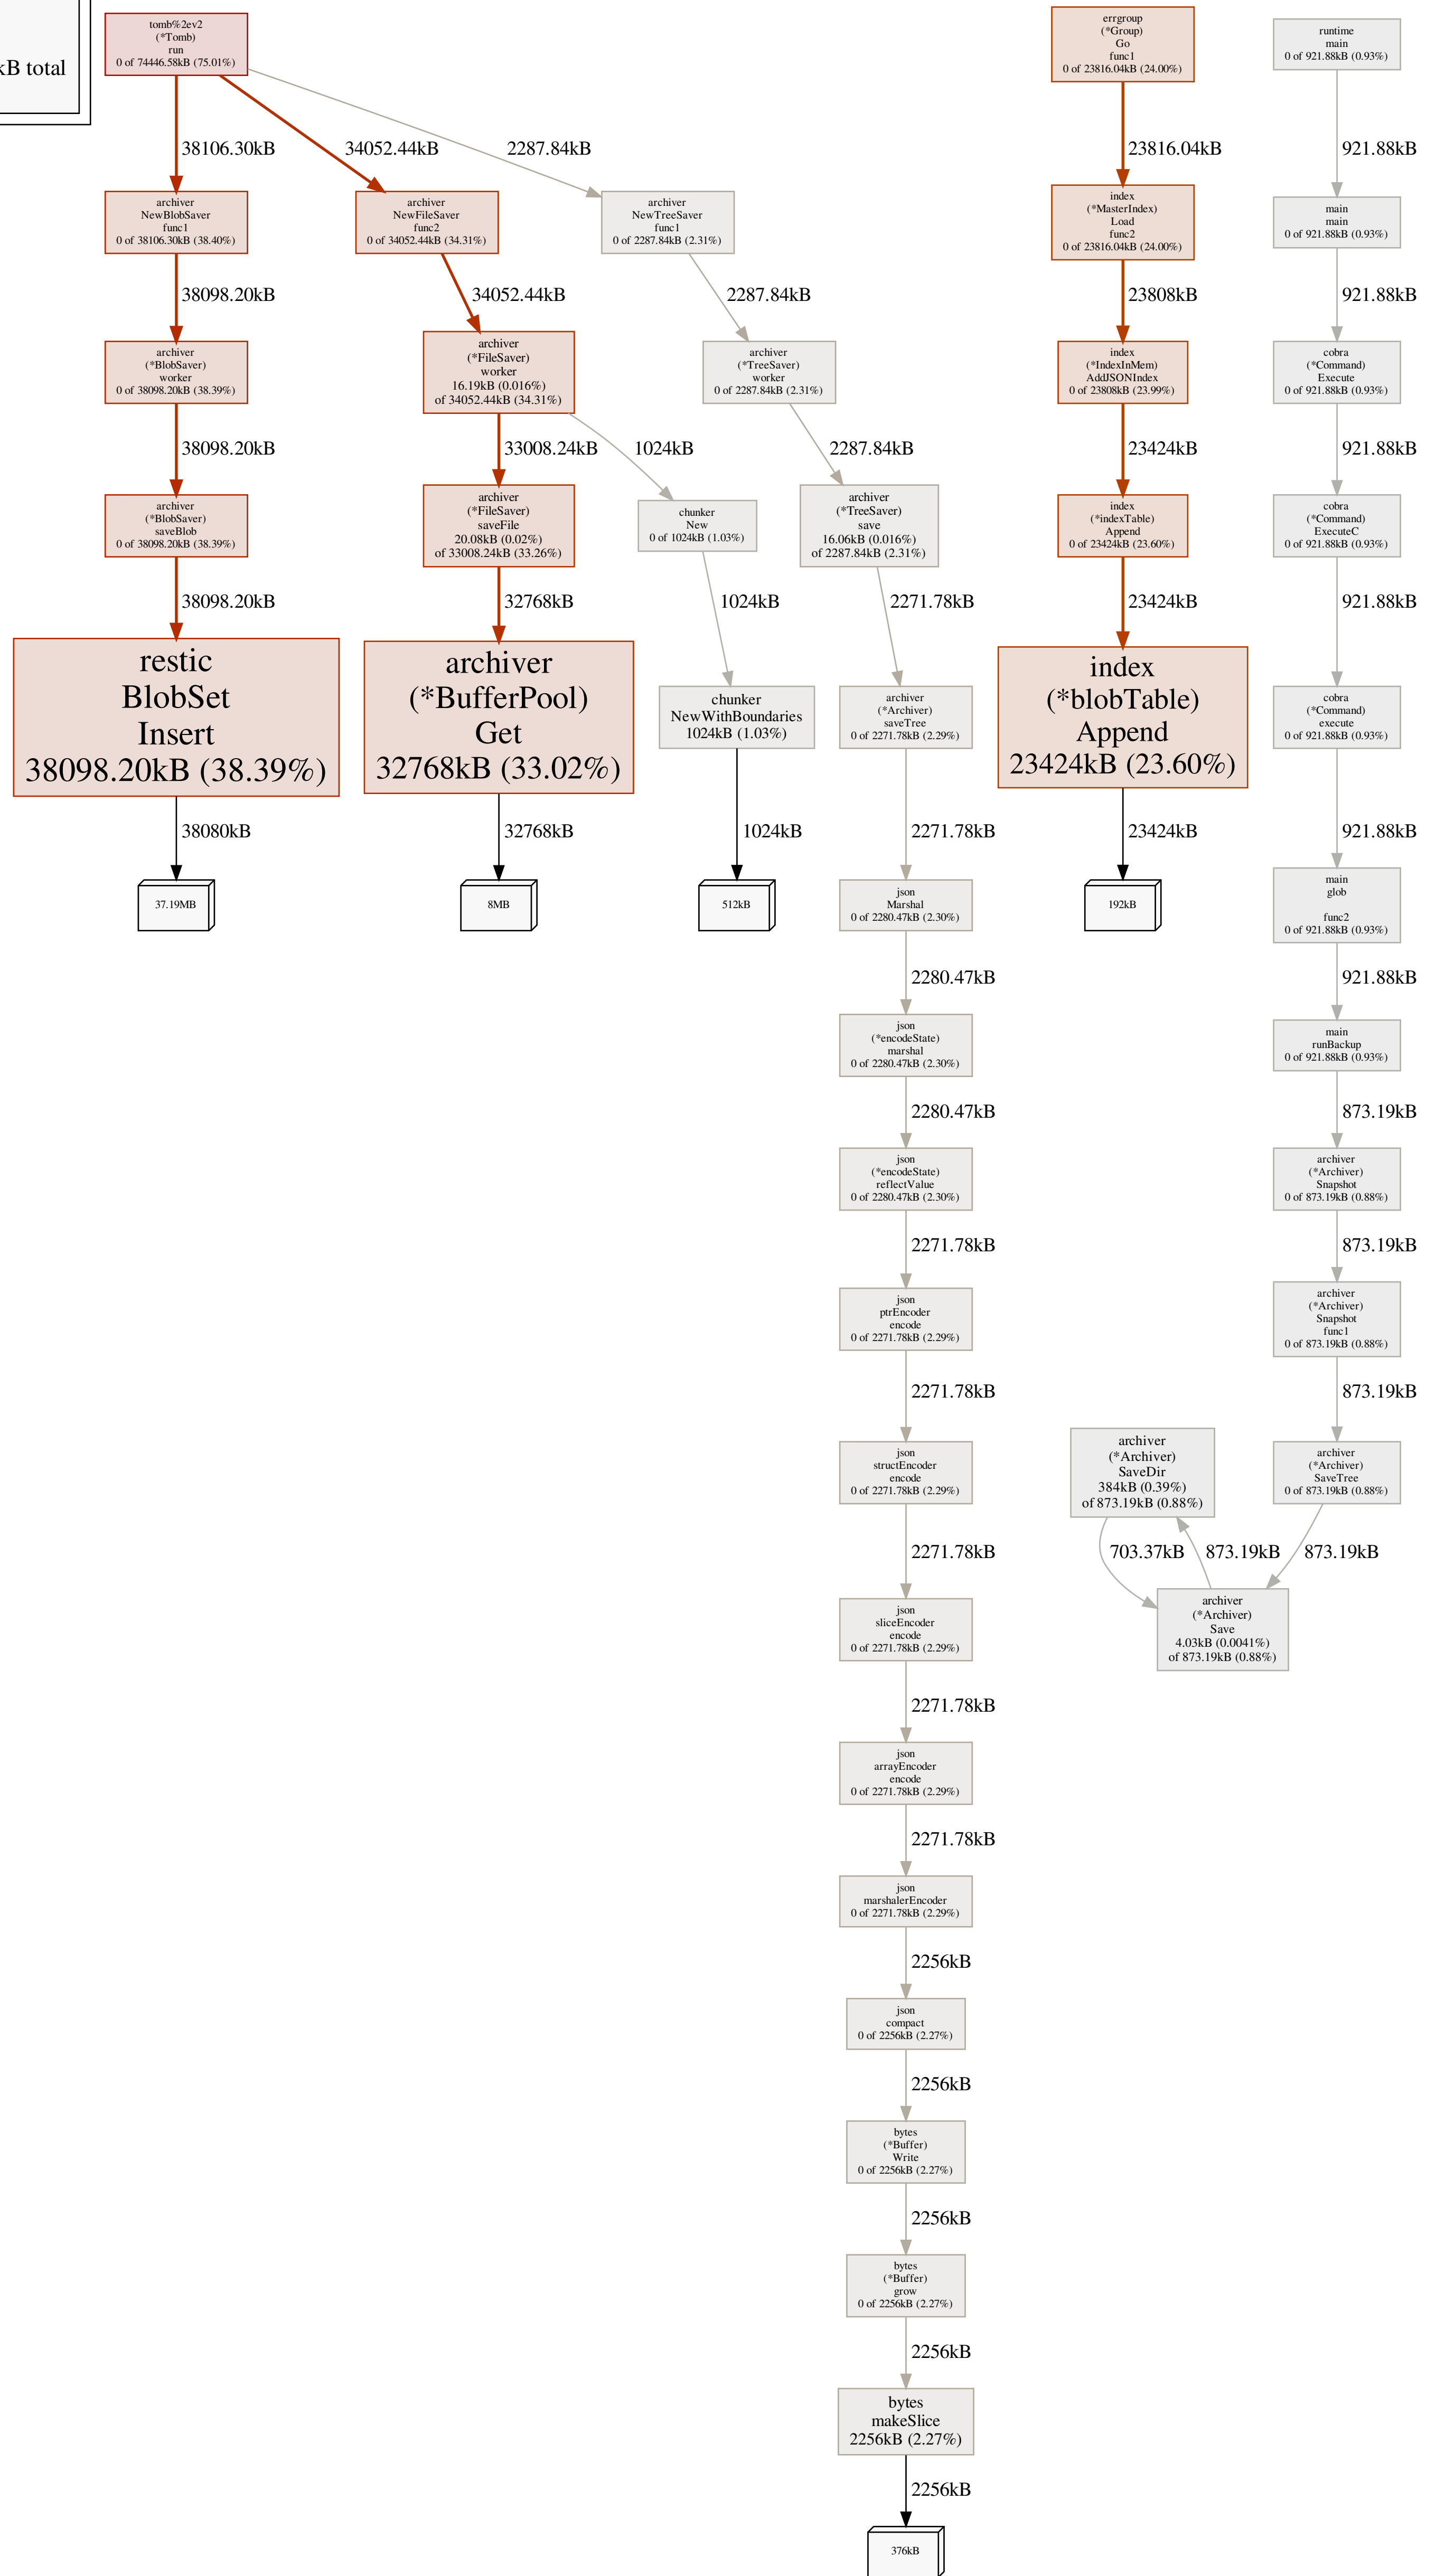 kB total
tomb%2ev2
(*Tomb)
run
0 of 74446.58kB (75.01%)
errgroup
(*Group)
Go
func1
0 of 23816.04kB (24.00%)
runtime
main
0 of 921.88kB (0.93%)
38106.30kB
34052.44kB
2287.84kB
23816.04kB
921.88kB
archiver
NewBlobSaver
func1
0 of 38106.30kB (38.40%)
archiver
NewFileSaver
func2
0 of 34052.44kB (34.31%)
archiver
NewTreeSaver
func1
0 of 2287.84kB (2.31%)
index
(*MasterIndex)
Load
func2
0 of 23816.04kB (24.00%)
main
main
0 of 921.88kB (0.93%)
38098.20kB
34052.44kB
2287.84kB
23808kB
921.88kB
archiver
(*BlobSaver)
worker
0 of 38098.20kB (38.39%)
archiver
(*FileSaver)
worker
16.19kB (0.016%)
of 34052.44kB (34.31%)
archiver
(*TreeSaver)
worker
0 of 2287.84kB (2.31%)
index
(*IndexInMem)
AddJSONIndex
0 of 23808kB (23.99%)
cobra
(*Command)
Execute
0 of 921.88kB (0.93%)
38098.20kB
33008.24kB
1024kB
2287.84kB
23424kB
921.88kB
archiver
(*BlobSaver)
saveBlob
0 of 38098.20kB (38.39%)
archiver
(*FileSaver)
saveFile
20.08kB (0.02%)
of 33008.24kB (33.26%)
chunker
New
0 of 1024kB (1.03%)
archiver
(*TreeSaver)
save
16.06kB (0.016%)
of 2287.84kB (2.31%)
index
(*indexTable)
Append
0 of 23424kB (23.60%)
cobra
(*Command)
ExecuteC
0 of 921.88kB (0.93%)
38098.20kB
32768kB
1024kB
2271.78kB
23424kB
921.88kB
restic
BlobSet
Insert
38098.20kB (38.39%)
archiver
(*BufferPool)
Get
32768kB (33.02%)
chunker
NewWithBoundaries
1024kB (1.03%)
archiver
(*Archiver)
saveTree
0 of 2271.78kB (2.29%)
index
(*blobTable)
Append
23424kB (23.60%)
cobra
(*Command)
execute
0 of 921.88kB (0.93%)
38080kB
32768kB
1024kB
2271.78kB
23424kB
921.88kB
37.19MB
8MB
512kB
json
Marshal
0 of 2280.47kB (2.30%)
192kB
main
glob
func2
0 of 921.88kB (0.93%)
2280.47kB
921.88kB
json
(*encodeState)
marshal
0 of 2280.47kB (2.30%)
main
runBackup
0 of 921.88kB (0.93%)
2280.47kB
873.19kB
json
(*encodeState)
reflectValue
0 of 2280.47kB (2.30%)
archiver
(*Archiver)
Snapshot
0 of 873.19kB (0.88%)
2271.78kB
873.19kB
json
ptrEncoder
encode
0 of 2271.78kB (2.29%)
archiver
(*Archiver)
Snapshot
func1
0 of 873.19kB (0.88%)
2271.78kB
873.19kB
json
structEncoder
encode
0 of 2271.78kB (2.29%)
archiver
(*Archiver)
SaveDir
384kB (0.39%)
of 873.19kB (0.88%)
archiver
(*Archiver)
SaveTree
0 of 873.19kB (0.88%)
2271.78kB
703.37kB
873.19kB
873.19kB
json
sliceEncoder
encode
0 of 2271.78kB (2.29%)
archiver
(*Archiver)
Save
4.03kB (0.0041%)
of 873.19kB (0.88%)
2271.78kB
json
arrayEncoder
encode
0 of 2271.78kB (2.29%)
2271.78kB
json
marshalerEncoder
0 of 2271.78kB (2.29%)
2256kB
json
compact
0 of 2256kB (2.27%)
2256kB
bytes
(*Buffer)
Write
0 of 2256kB (2.27%)
2256kB
bytes
(*Buffer)
grow
0 of 2256kB (2.27%)
2256kB
bytes
makeSlice
2256kB (2.27%)
2256kB
376kB